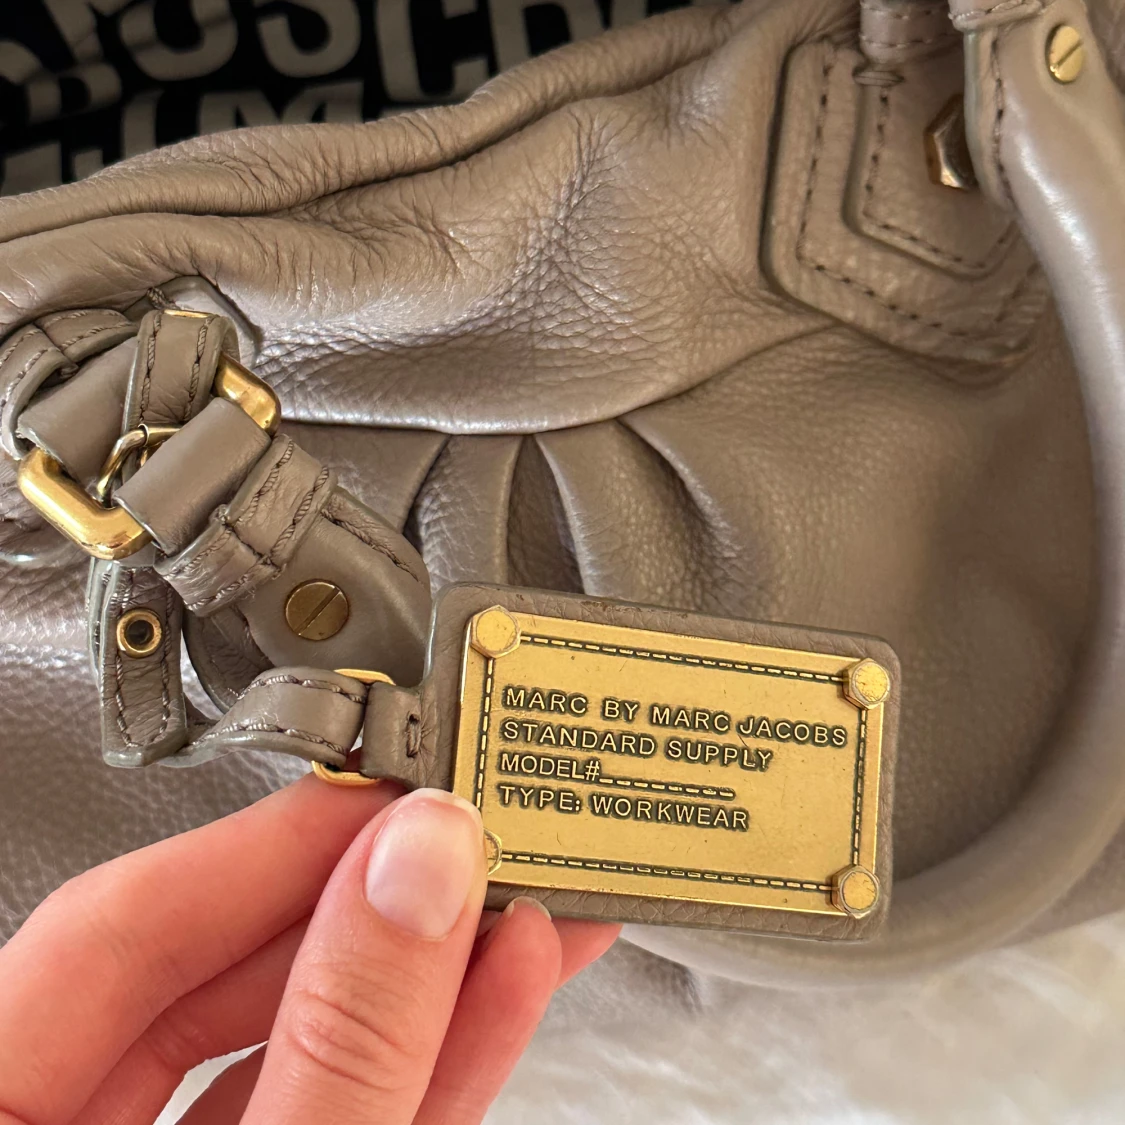 MARC BY MARC JACOBS
STANDARD SUPPLY
MODEL#_ _ _ _ _ _ _ _
TYPE: WORKWEAR